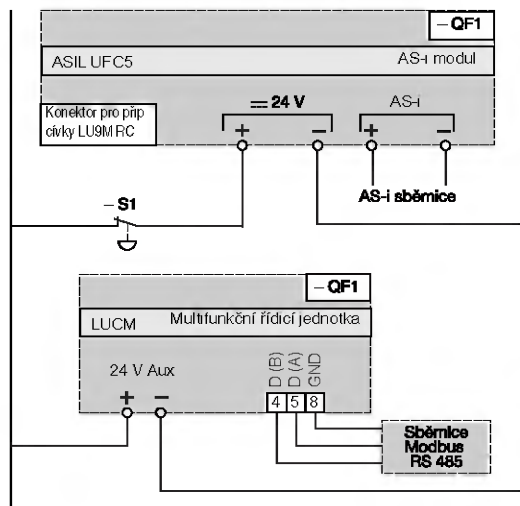 – QF1
ASIL UFC5 AS-i modul
Konektor pro přip
cívky LU9M RC
24 V AS-i
+ – + –
AS-i sběrnice
– S1
– QF1
LUCM Multifunkční řídicí jednotka
24 V Aux
+ –
D (B) D (A) GND
4 5 8
Sběrnice
Modbus
RS 485